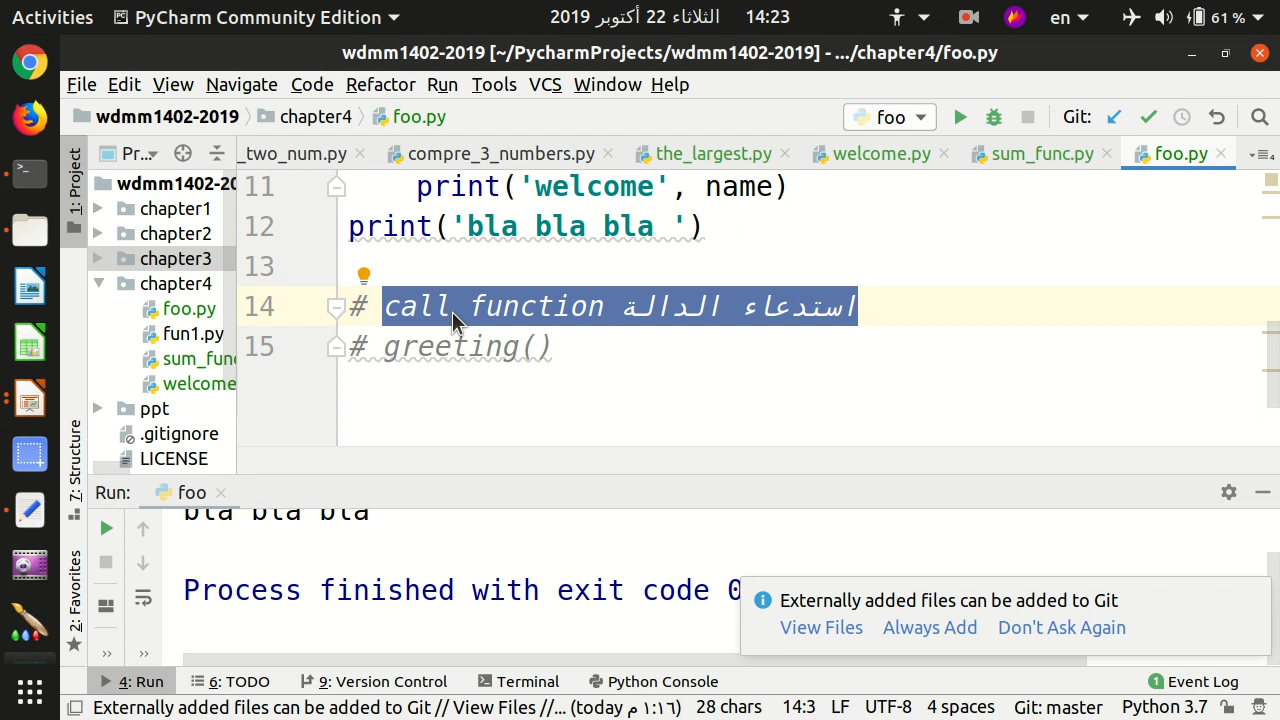 Activities
PyCharm Community Edition
الثلاثاء 22 أكتوبر 2019
14:23
en
61 %
wdmm1402-2019 [~/PycharmProjects/wdmm1402-2019] - .../chapter4/foo.py
File Edit View Navigate Code Refactor Run Tools VCS Window Help
wdmm1402-2019 chapter4 foo.py
foo
Git:
1: Project
Pr...
_two_num.py
compre_3_numbers.py
the_largest.py
welcome.py
sum_func.py
foo.py
wdmm1402-20
chapter1
chapter2
chapter3
chapter4
foo.py
fun1.py
sum_fun
welcome
ppt
.gitignore
LICENSE
11 print('welcome', name)
12 print('bla bla bla ')
13
14 # call function استدعاء الدالة
15 # greeting()
7: Structure
2: Favorites
Run: foo
bla bla bla
Process finished with exit code 0
Externally added files can be added to Git
View Files Always Add Don't Ask Again
4: Run 6: TODO 9: Version Control Terminal Python Console
1 Event Log
Externally added files can be added to Git // View Files //... (today م ١:١٦)
28 chars 14:3 LF UTF-8 4 spaces Git: master Python 3.7